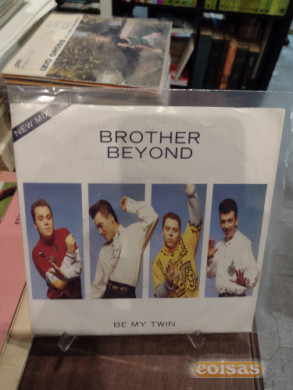 NEW MIX
BROTHER
BEYOND
BE MY TWIN
coisas